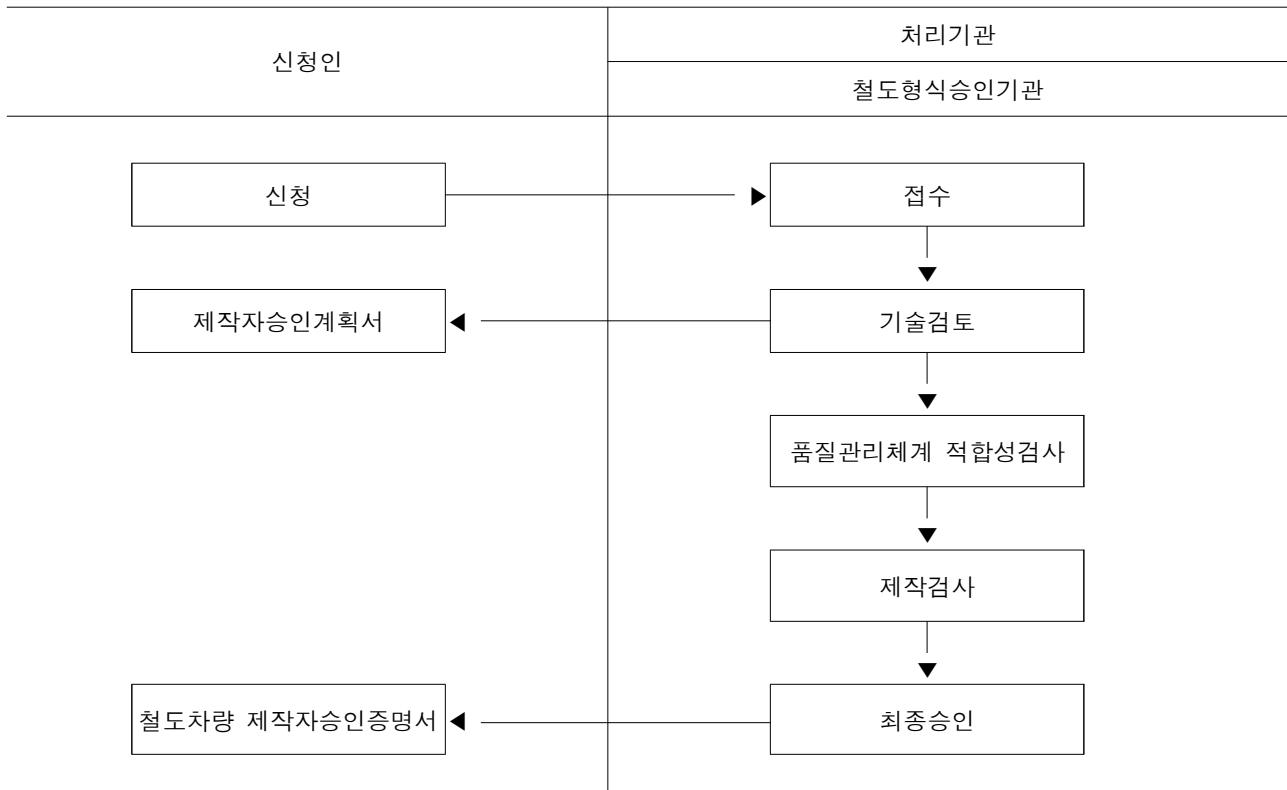 신청인
처리기관
철도형식승인기관
신청
접수
제작자승인계획서
기술검토
품질관리체계 적합성검사
제작검사
철도차량 제작자승인증명서
최종승인